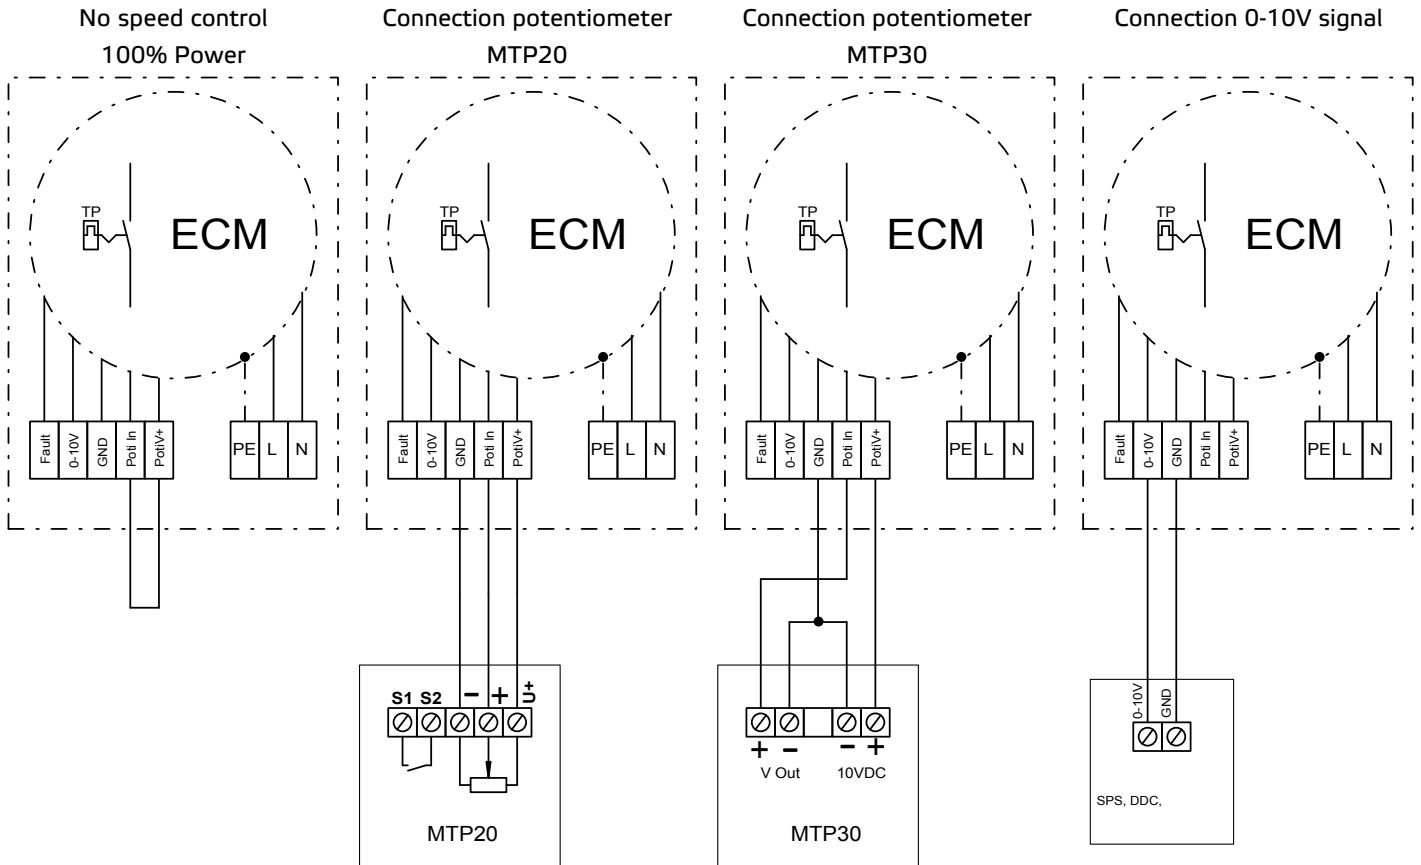 No speed control
100% Power
Connection potentiometer
MTP20
Connection potentiometer
MTP30
Connection 0-10V signal
TP
ECM
TP
ECM
TP
ECM
TP
ECM
Fault
0-10V
GND
Poti In
PotiV+
PE L N
Fault
0-10V
GND
Poti In
PotiV+
PE L N
Fault
0-10V
GND
Poti In
PotiV+
PE L N
Fault
0-10V
GND
Poti In
PotiV+
PE L N
S1 S2 − + U+
MTP20
+ − − +
V Out 10VDC
MTP30
0-10V
GND
SPS, DDC,